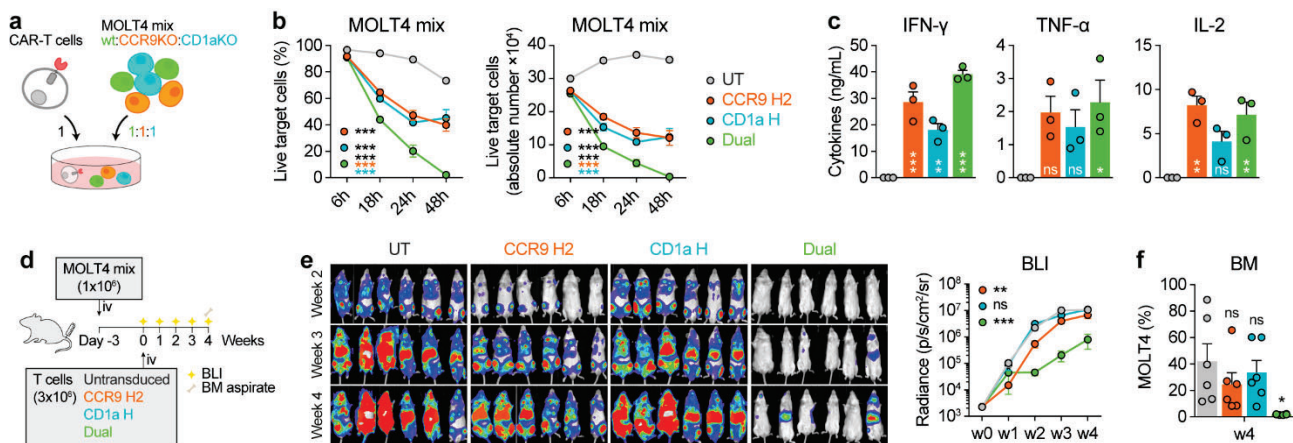 a
CAR-T cells
MOLT4 mix
wt:CCR9KO:CD1aKO
1
1:1:1
b
MOLT4 mix
Live target cells (%)
100
80
60
40
20
0
6h
18h
24h
48h
***
***
***
***
***
MOLT4 mix
Live target cells
(absolute number ×10⁴)
40
30
20
10
0
6h
18h
24h
48h
***
***
***
***
***
UT
CCR9 H2
CD1a H
Dual
c
IFN-γ
Cytokines (ng/mL)
50
40
30
20
10
0
***
**
***
TNF-α
4
3
2
1
0
ns
ns
*
IL-2
15
10
5
0
**
ns
**
d
MOLT4 mix
(1x10⁶)
iv
Day -3
0
1
2
3
4
Weeks
iv
T cells
(3x10⁶)
Untransduced
CCR9 H2
CD1a H
Dual
BLI
BM aspirate
e
UT
CCR9 H2
CD1a H
Dual
Week 2
Week 3
Week 4
BLI
Radiance (p/s/cm²/sr)
10⁸
10⁷
10⁶
10⁵
10⁴
10³
**
ns
***
w0
w1
w2
w3
w4
f
BM
MOLT4 (%)
100
80
60
40
20
0
ns
ns
*
w4